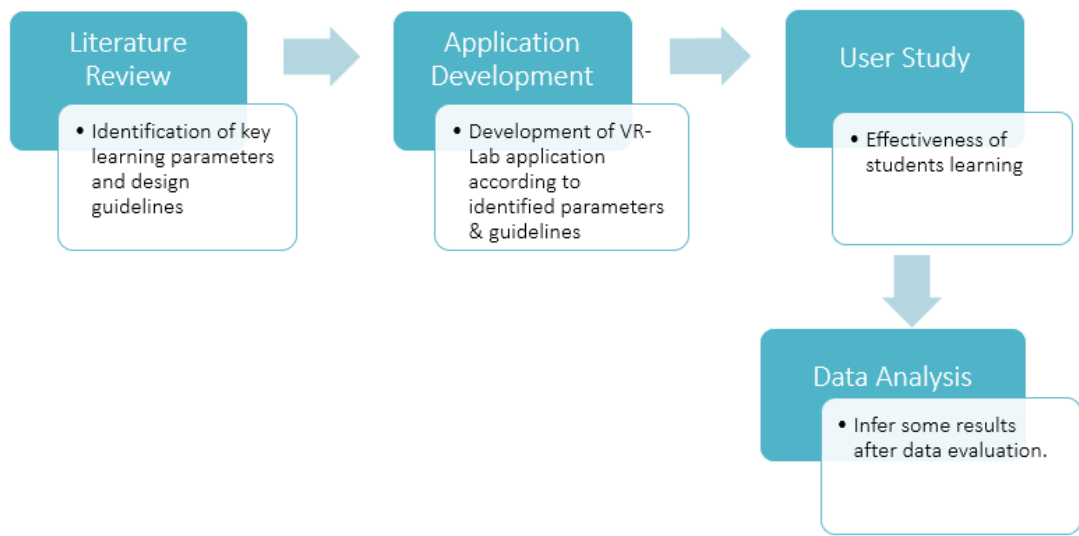 Literature
Review
• Identification of key
learning parameters
and design
guidelines
Application
Development
• Development of VR-
Lab application
according to
identified parameters
& guidelines
User Study
• Effectiveness of
students learning
Data Analysis
• Infer some results
after data evaluation.